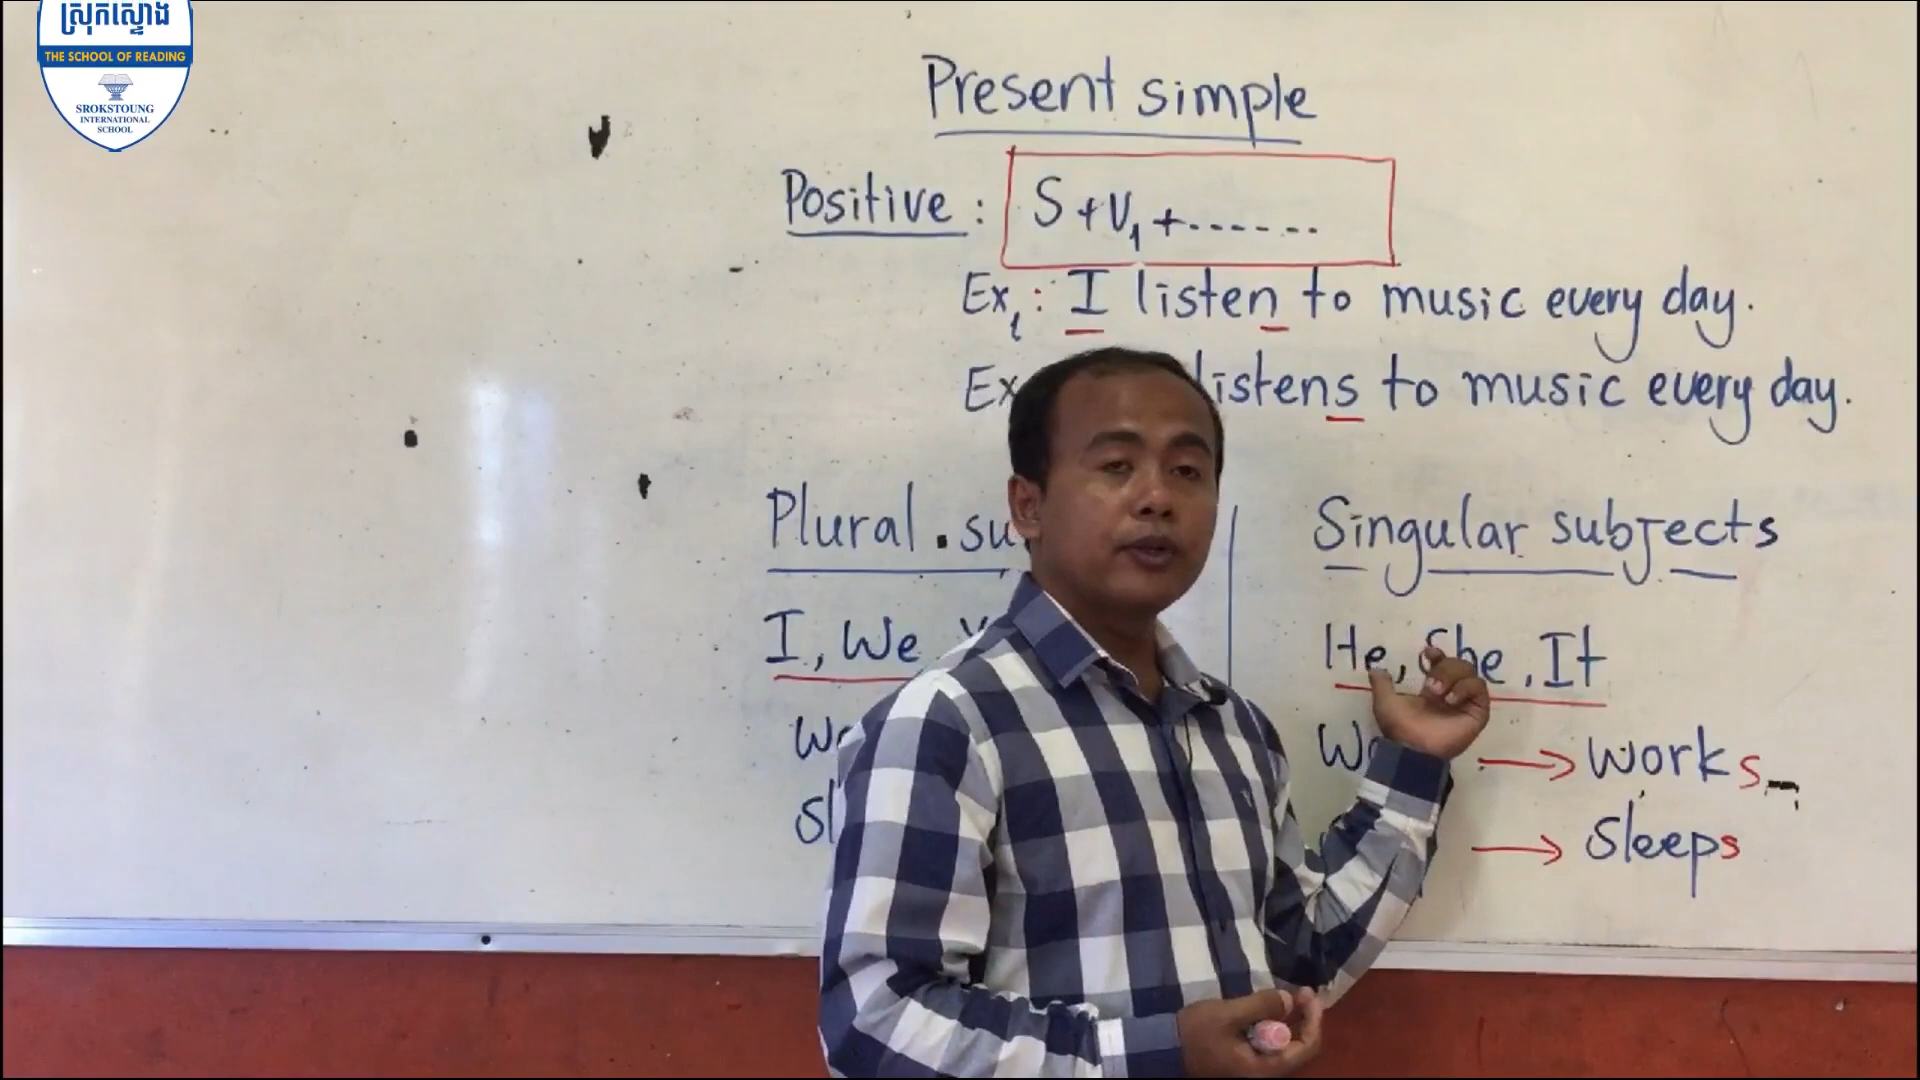 ស្រុកស្ទោង
THE SCHOOL OF READING
SROKSTOUNG
INTERNATIONAL
SCHOOL
Present simple
Positive : S + V1 + .......
Ex1 : I listen to music every day.
Ex listens to music every day.
Plural Singular subjects
I, We He, She, It
→ works
→ sleeps